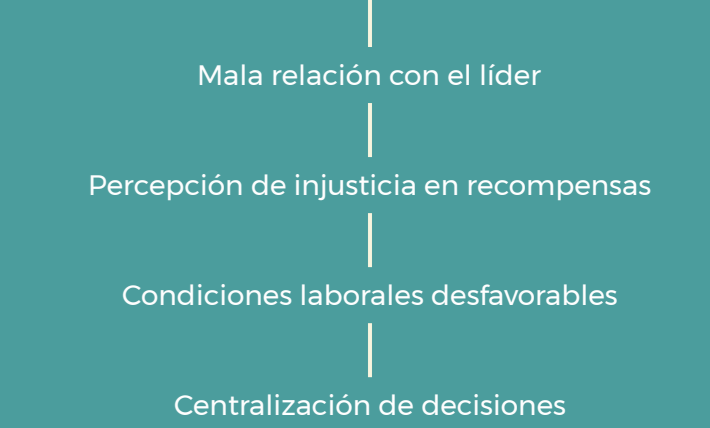 Mala relación con el líder
Percepción de injusticia en recompensas
Condiciones laborales desfavorables
Centralización de decisiones